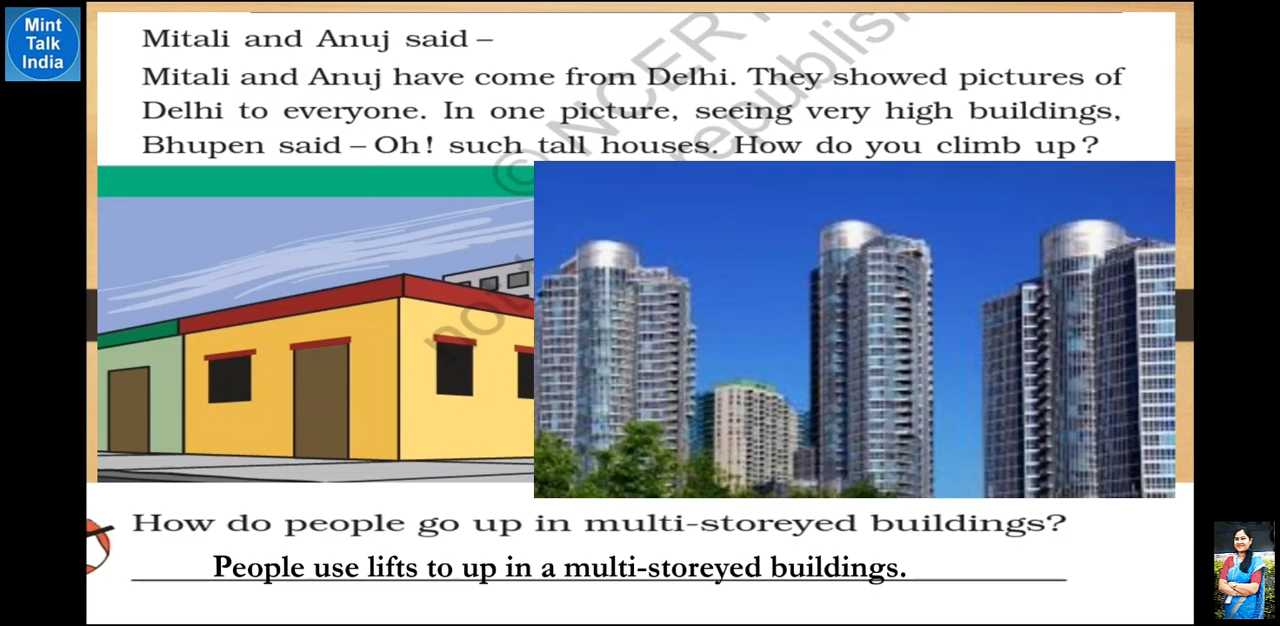 Mint
Talk
India
Mitali and Anuj said –
Mitali and Anuj have come from Delhi. They showed pictures of
Delhi to everyone. In one picture, seeing very high buildings,
Bhupen said – Oh! such tall houses. How do you climb up?
© NCERT
not
republis
How do people go up in multi-storeyed buildings?
People use lifts to up in a multi-storeyed buildings.